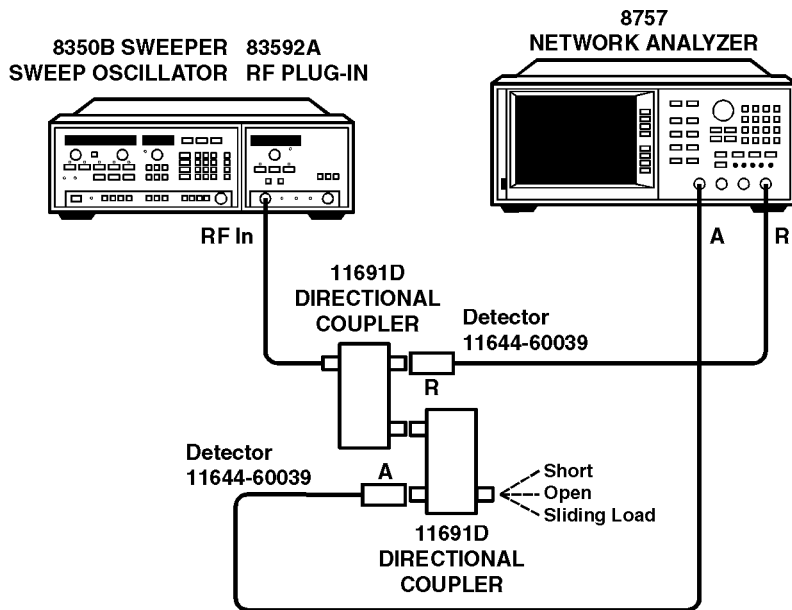 8757
NETWORK ANALYZER
8350B SWEEPER 83592A
SWEEP OSCILLATOR RF PLUG-IN
RF In
A
R
11691D
DIRECTIONAL
COUPLER
Detector
11644-60039
R
Detector
11644-60039
A
Short
Open
Sliding Load
11691D
DIRECTIONAL
COUPLER